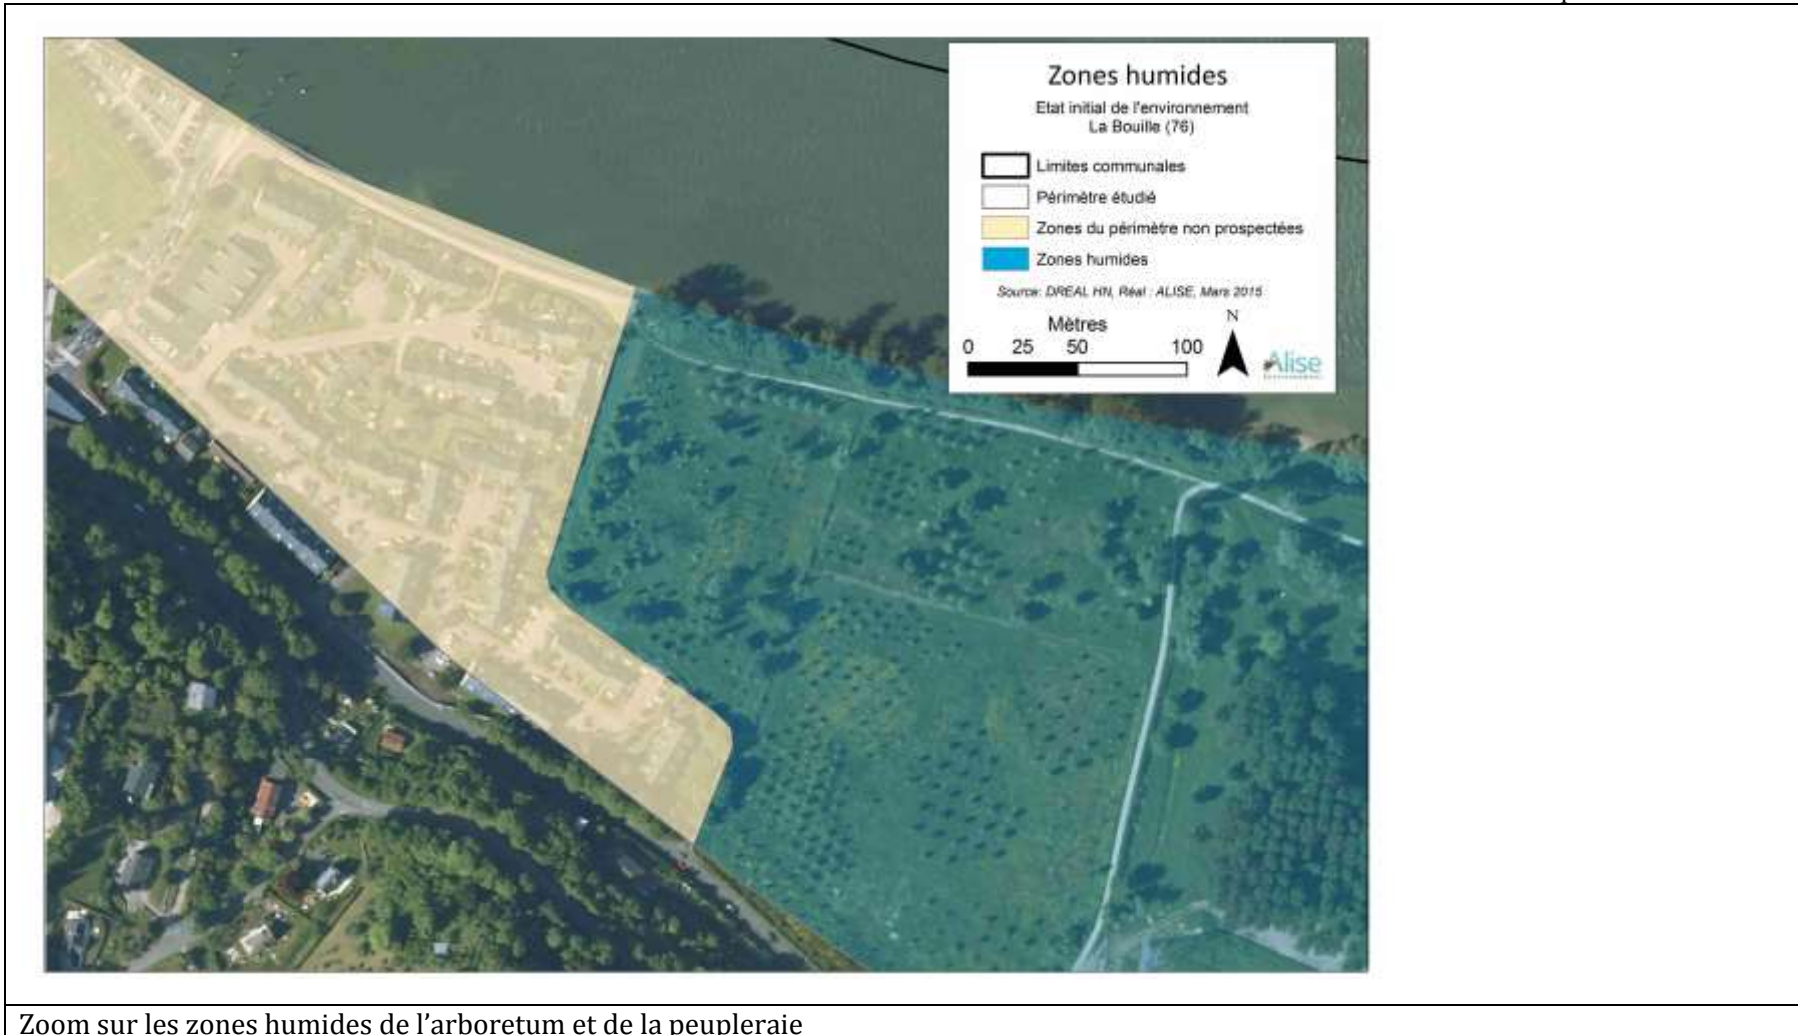 Zones humides
Etat initial de l'environnement
La Bouille (76)
Limites communales
Périmètre étudié
Zones du périmètre non prospectées
Zones humides
Source: DREAL HN, Réal : ALISE, Mars 2015
Mètres
0 25 50 100
N
Alise
Zoom sur les zones humides de l'arboretum et de la peupleraie